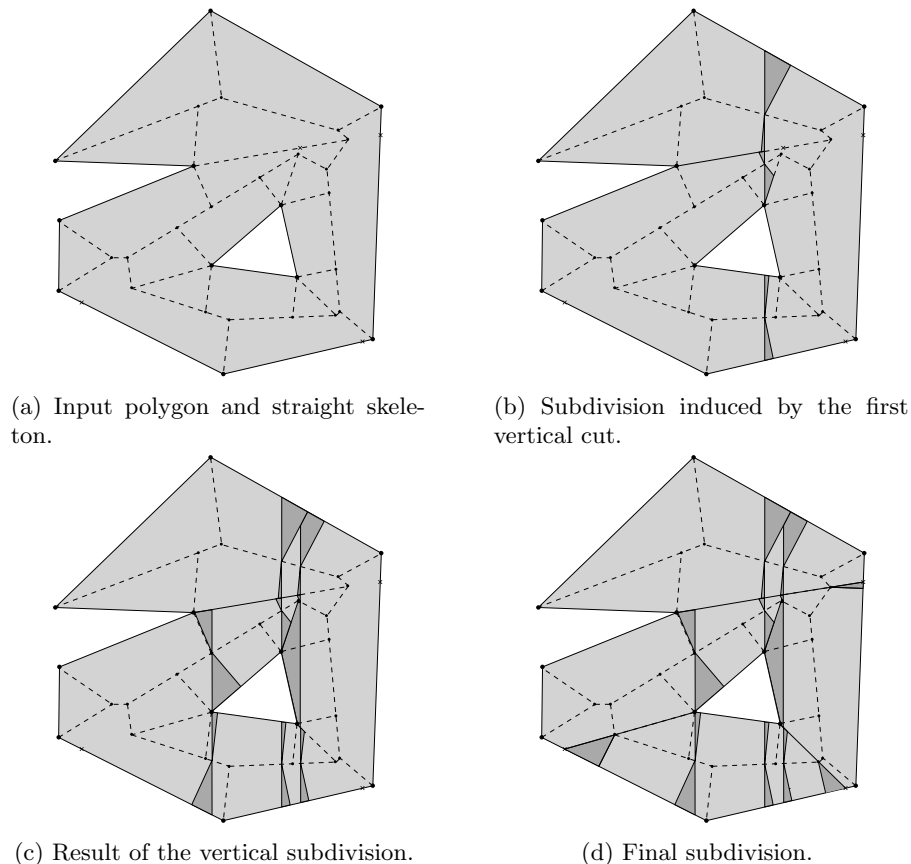 (a) Input polygon and straight skele-
ton.
(b) Subdivision induced by the first
vertical cut.
(c) Result of the vertical subdivision.
(d) Final subdivision.